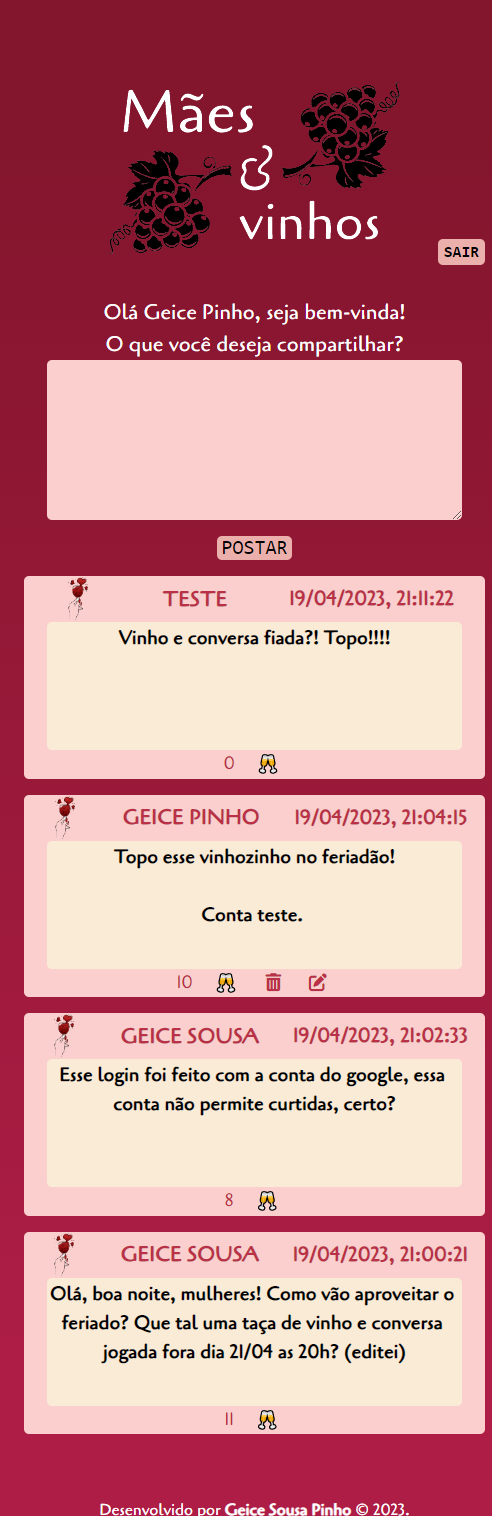 Mães
&
vinhos
SAIR
Olá Geice Pinho, seja bem-vinda!
O que você deseja compartilhar?
POSTAR
TESTE 19/04/2023, 21:11:22
Vinho e conversa fiada?! Topo!!!!
0
GEICE PINHO 19/04/2023, 21:04:15
Topo esse vinhozinho no feriadão!
Conta teste.
10
GEICE SOUSA 19/04/2023, 21:02:33
Esse login foi feito com a conta do google, essa
conta não permite curtidas, certo?
8
GEICE SOUSA 19/04/2023, 21:00:21
Olá, boa noite, mulheres! Como vão aproveitar o
feriado? Que tal uma taça de vinho e conversa
jogada fora dia 21/04 as 20h? (editei)
11
Desenvolvido por Geice Sousa Pinho © 2023.